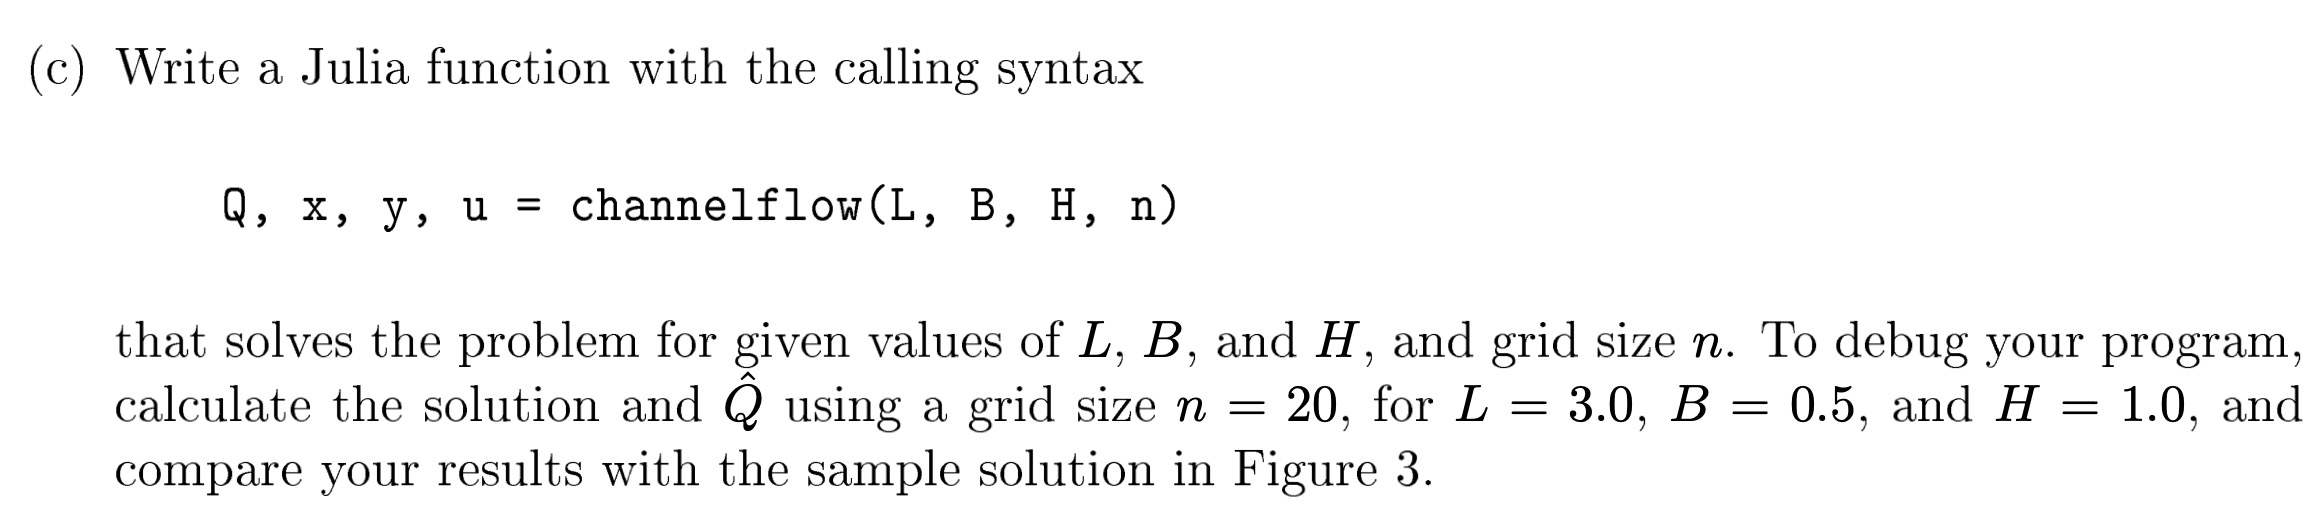 (c) Write a Julia function with the calling syntax
Q, x, y, u = channelflow(L, B, H, n)
that solves the problem for given values of L, B, and H, and grid size n. To debug your program,
calculate the solution and Q̂ using a grid size n = 20, for L = 3.0, B = 0.5, and H = 1.0, and
compare your results with the sample solution in Figure 3.